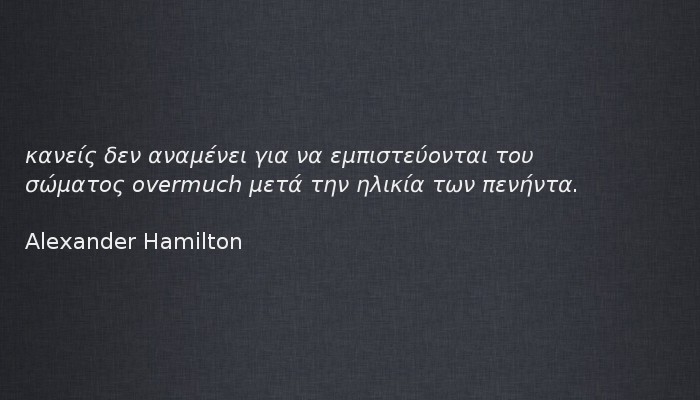 κανείς δεν αναμένει για να εμπιστεύονται του
σώματος overmuch μετά την ηλικία των πενήντα.
Alexander Hamilton